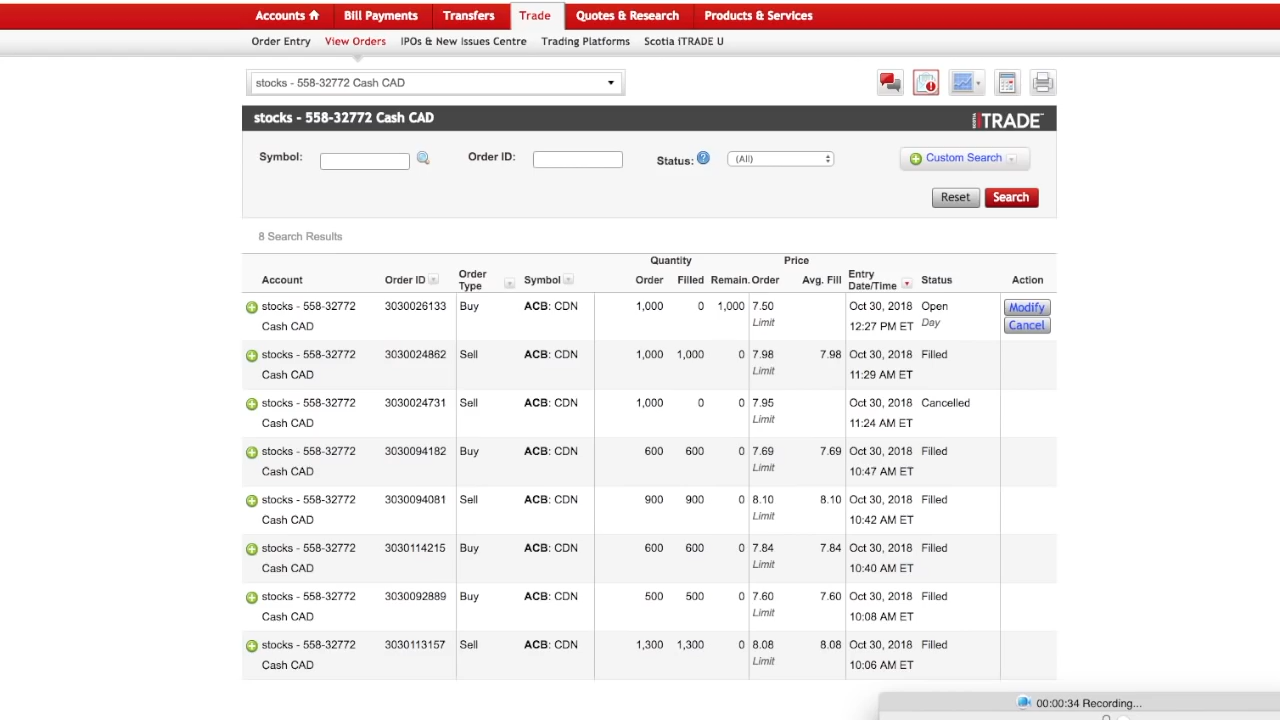 Accounts Bill Payments Transfers Trade Quotes & Research Products & Services
Order Entry View Orders IPOs & New Issues Centre Trading Platforms Scotia iTRADE U
stocks - 558-32772 Cash CAD
stocks - 558-32772 Cash CAD SCOTIA iTRADE
Symbol: Order ID: Status: (All) Custom Search
Reset Search
8 Search Results
Quantity Price
Account Order ID Order Type Symbol Order Filled Remain. Order Avg. Fill Entry Date/Time Status Action
stocks - 558-32772 3030026133 Buy ACB: CDN 1,000 0 1,000 7.50 Oct 30, 2018 Open Modify
Cash CAD Limit 12:27 PM ET Day Cancel
stocks - 558-32772 3030024862 Sell ACB: CDN 1,000 1,000 0 7.98 7.98 Oct 30, 2018 Filled
Cash CAD Limit 11:29 AM ET
stocks - 558-32772 3030024731 Sell ACB: CDN 1,000 0 0 7.95 Oct 30, 2018 Cancelled
Cash CAD Limit 11:24 AM ET
stocks - 558-32772 3030094182 Buy ACB: CDN 600 600 0 7.69 7.69 Oct 30, 2018 Filled
Cash CAD Limit 10:47 AM ET
stocks - 558-32772 3030094081 Sell ACB: CDN 900 900 0 8.10 8.10 Oct 30, 2018 Filled
Cash CAD Limit 10:42 AM ET
stocks - 558-32772 3030114215 Buy ACB: CDN 600 600 0 7.84 7.84 Oct 30, 2018 Filled
Cash CAD Limit 10:40 AM ET
stocks - 558-32772 3030092889 Buy ACB: CDN 500 500 0 7.60 7.60 Oct 30, 2018 Filled
Cash CAD Limit 10:08 AM ET
stocks - 558-32772 3030113157 Sell ACB: CDN 1,300 1,300 0 8.08 8.08 Oct 30, 2018 Filled
Cash CAD Limit 10:06 AM ET
00:00:34 Recording...